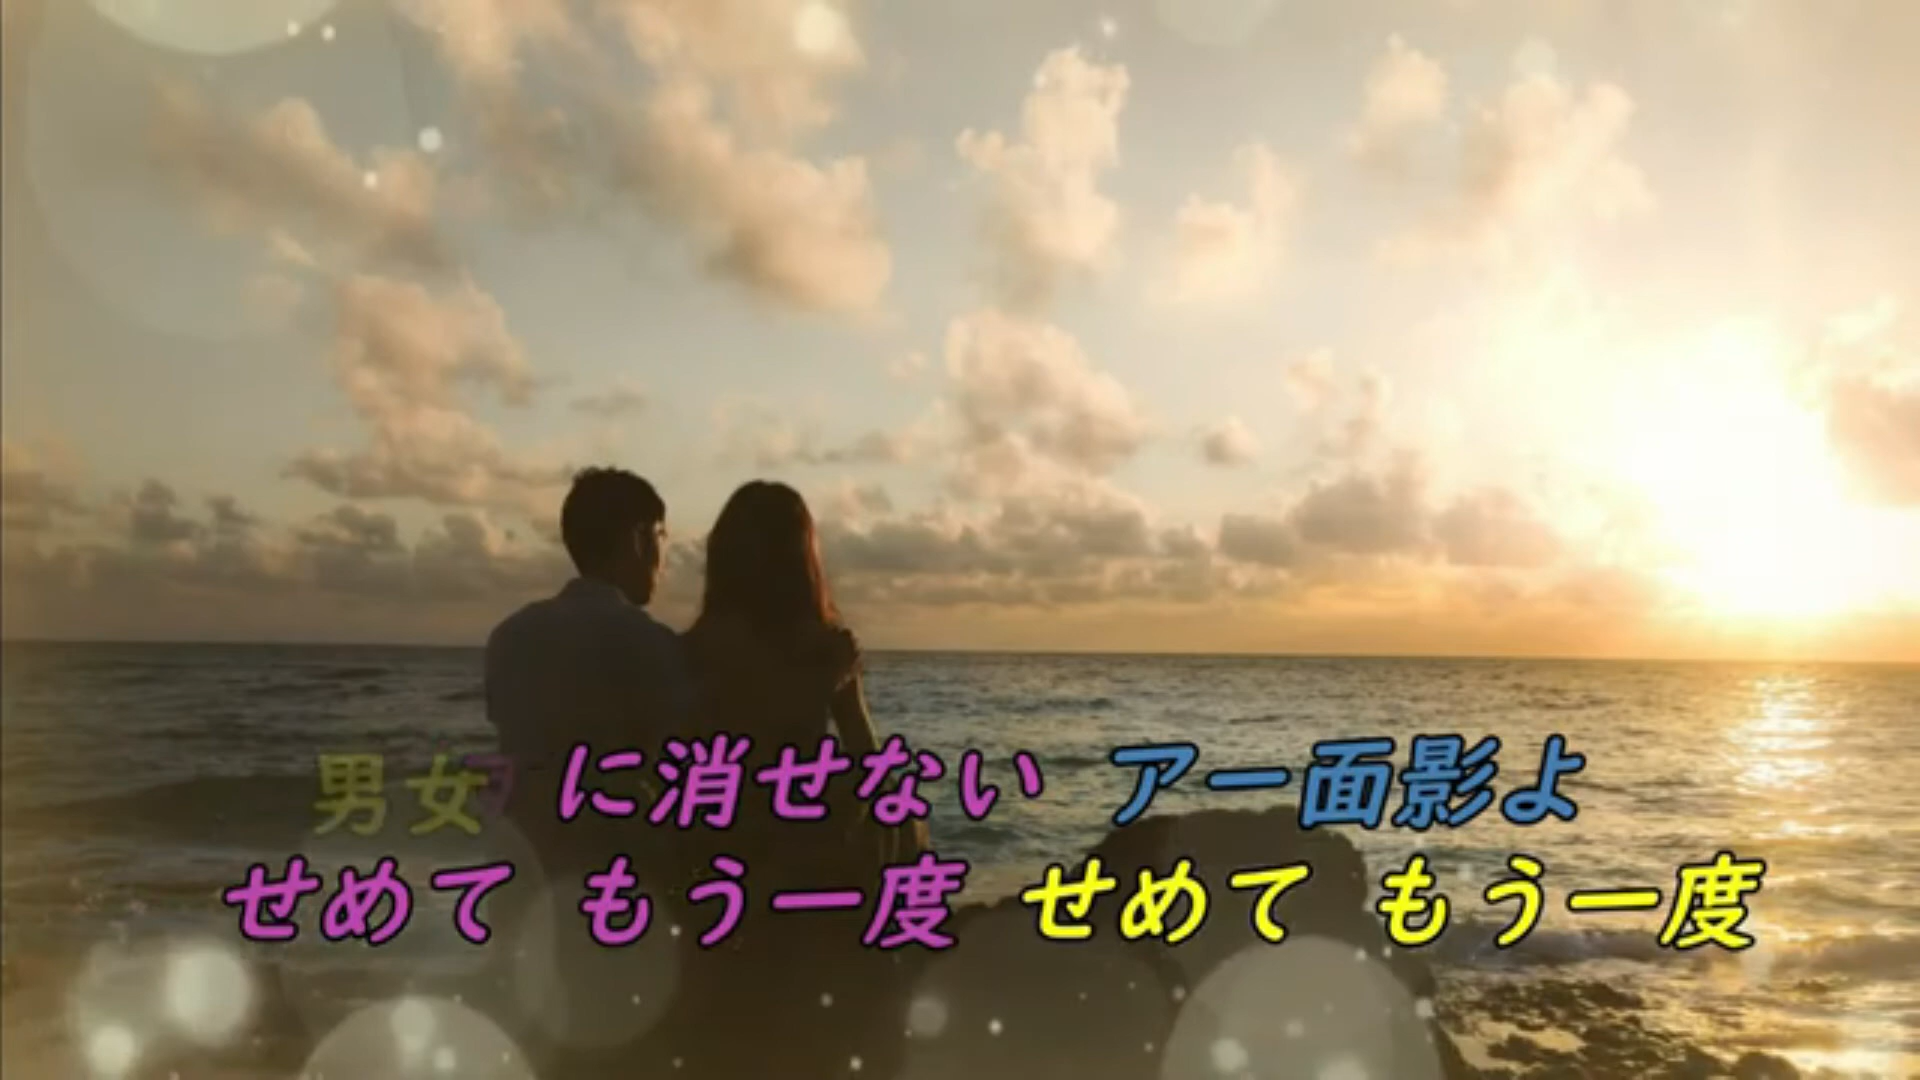 男女 に消せない アー面影よ
せめて もう一度 せめて もう一度